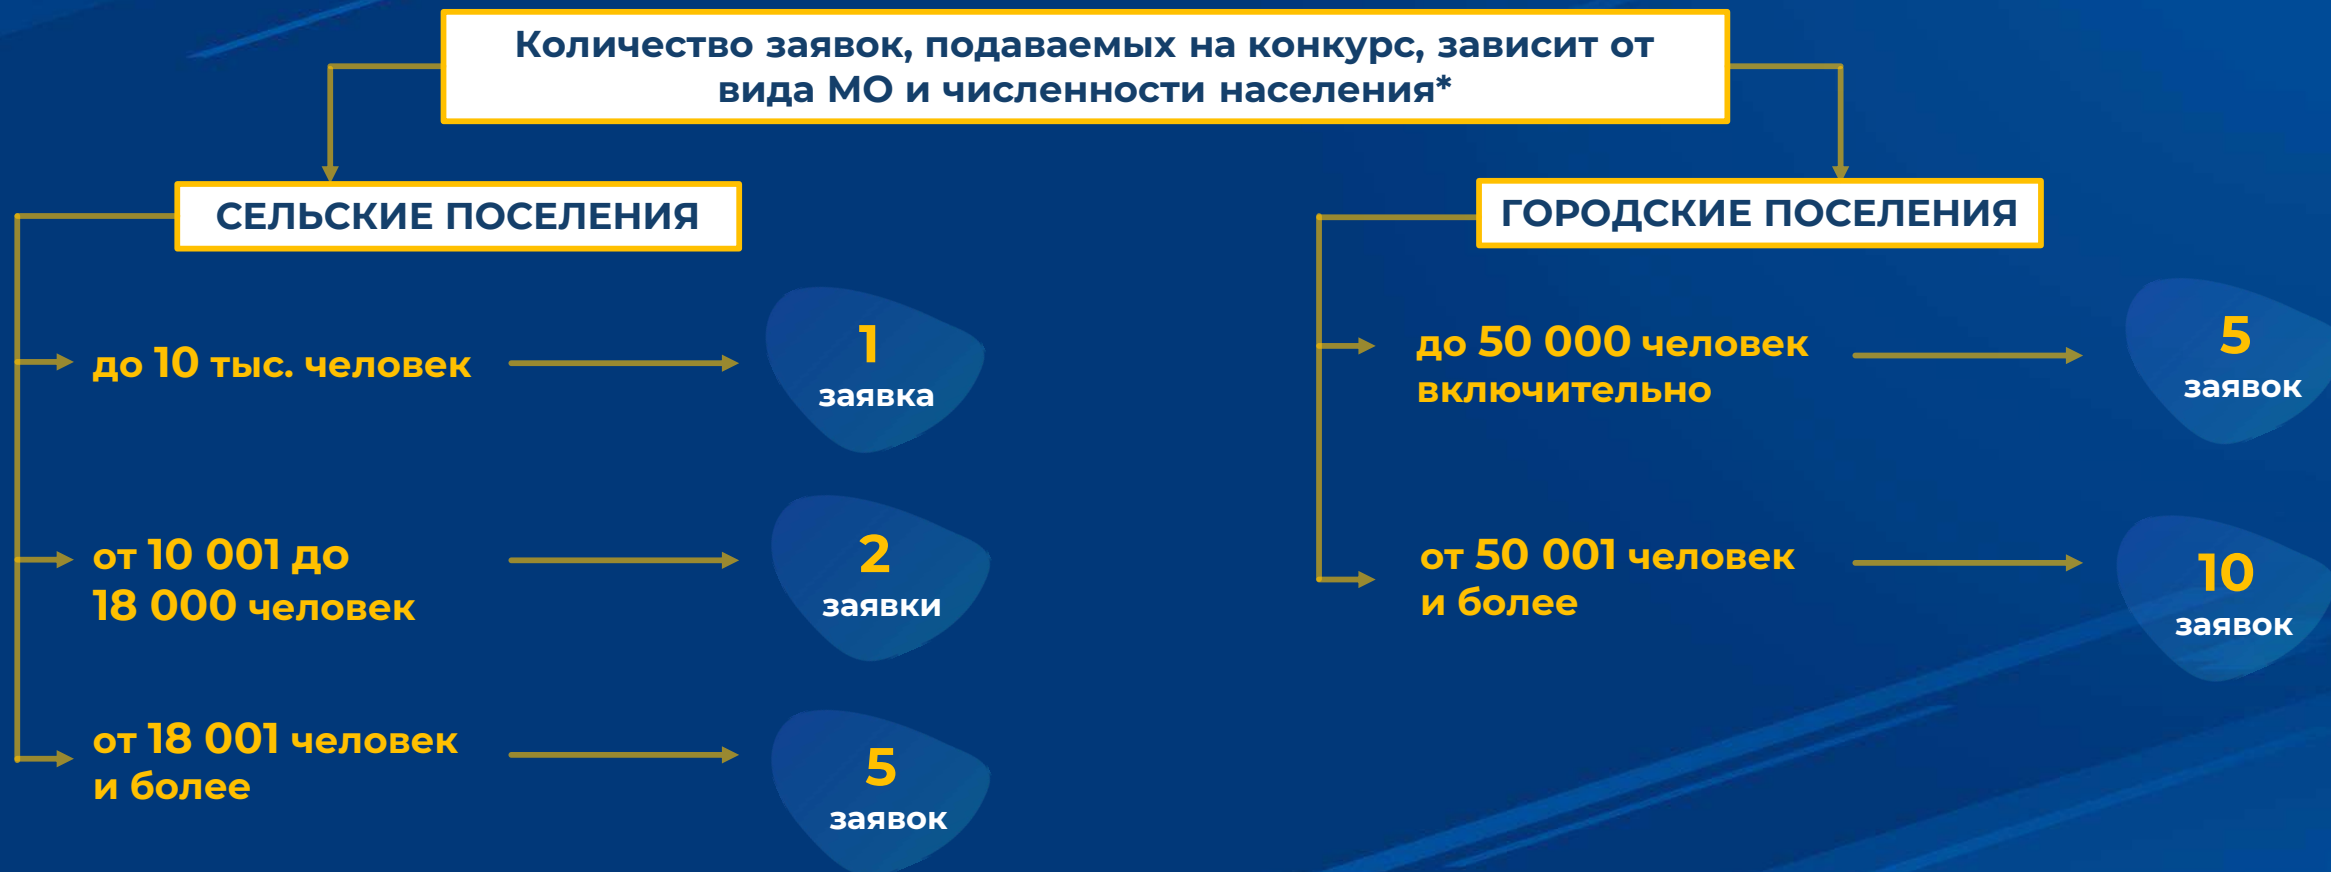 Количество заявок, подаваемых на конкурс, зависит от
вида МО и численности населения*
СЕЛЬСКИЕ ПОСЕЛЕНИЯ
до 10 тыс. человек
1
заявка
от 10 001 до
18 000 человек
2
заявки
от 18 001 человек
и более
5
заявок
ГОРОДСКИЕ ПОСЕЛЕНИЯ
до 50 000 человек
включительно
5
заявок
от 50 001 человек
и более
10
заявок